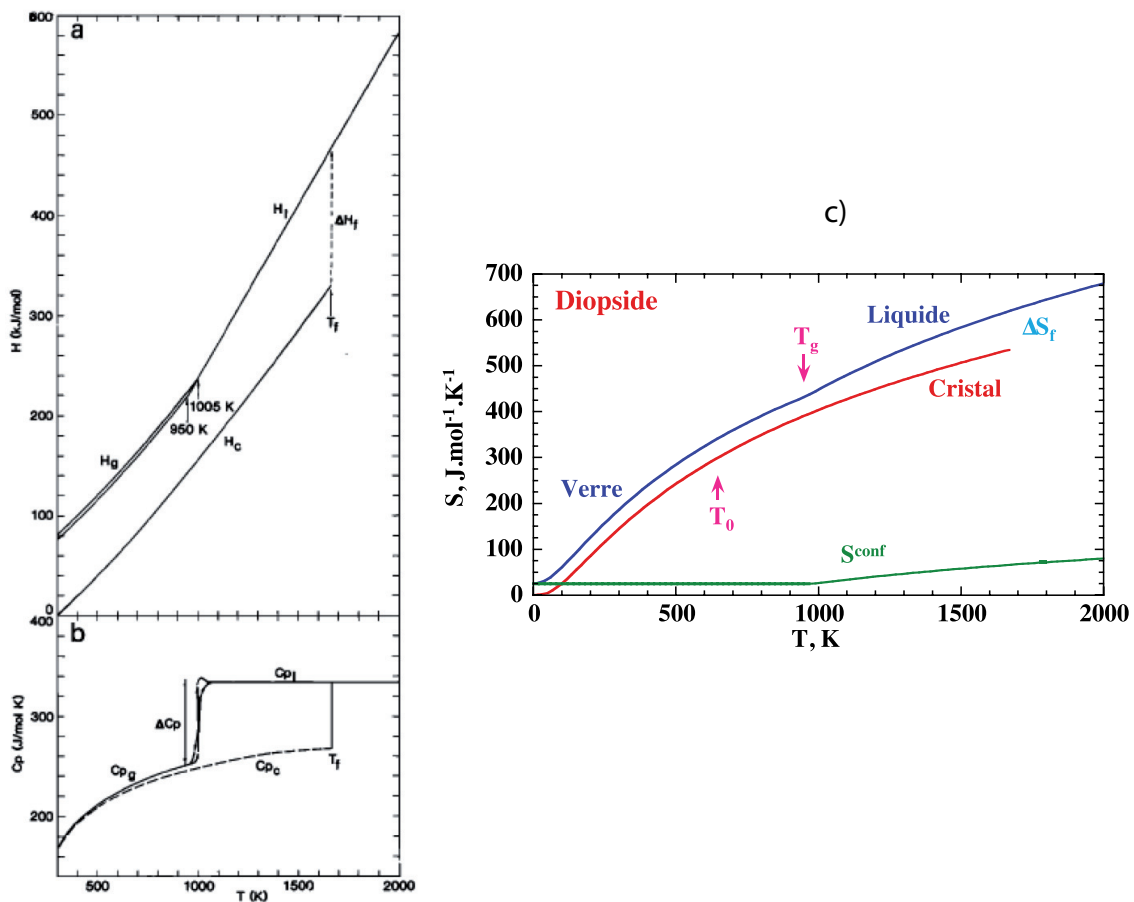 a
600
500
400
300
200
100
0
H (kJ/mol)
H_l
ΔH_f
T_f
1005 K
950 K
H_g
H_c
b
400
300
200
Cp (J/mol K)
Cp_l
ΔCp
Cp_g
Cp_c
T_f
500
1000
1500
2000
T (K)
c)
700
600
500
400
300
200
100
0
S, J.mol⁻¹.K⁻¹
Diopside
Liquide
ΔS_f
T_g
Cristal
Verre
T_0
S^conf
0
500
1000
1500
2000
T, K